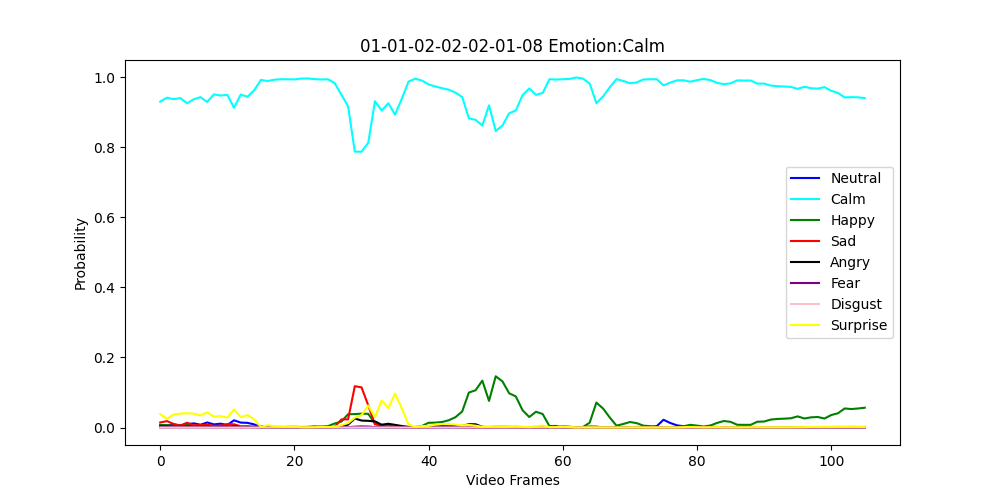 01-01-02-02-02-01-08 Emotion:Calm
Probability
1.0
0.8
0.6
0.4
0.2
0.0
Neutral
Calm
Happy
Sad
Angry
Fear
Disgust
Surprise
0 20 40 60 80 100
Video Frames